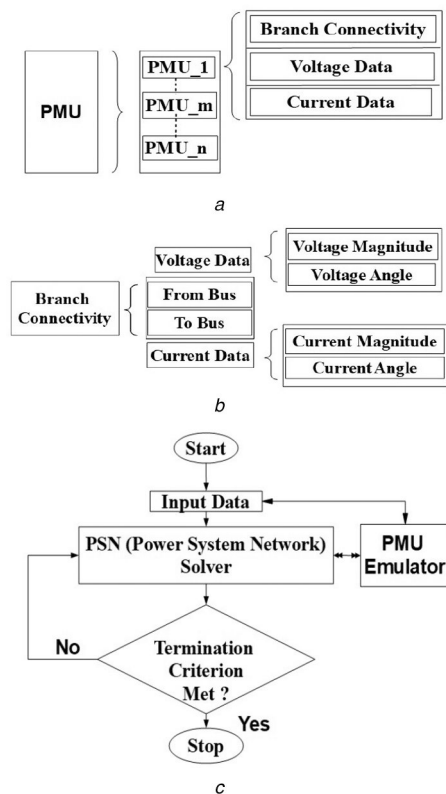 PMU
PMU_1
PMU_m
PMU_n
Branch Connectivity
Voltage Data
Current Data
a
Branch
Connectivity
Voltage Data
From Bus
To Bus
Current Data
Voltage Magnitude
Voltage Angle
Current Magnitude
Current Angle
b
Start
Input Data
PSN (Power System Network)
Solver
PMU
Emulator
No
Termination
Criterion
Met ?
Yes
Stop
c